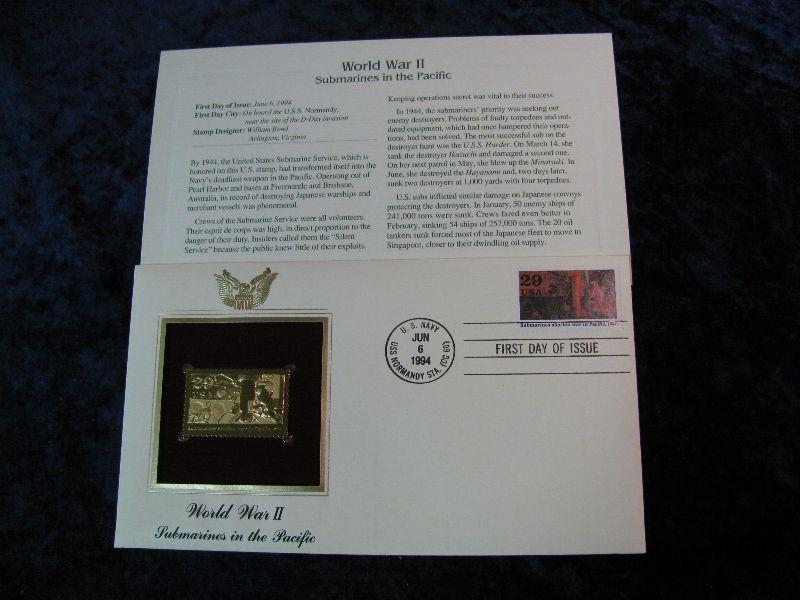 World War II
Submarines in the Pacific
First Day of Issue: June 6, 1994
First Day City: On board the U.S.S. Normandy,
near the site of the D-Day invasion
Stamp Designer: William Bond
Arlington, Virginia
By 1944, the United States Submarine Service, which is
honored on this U.S. stamp, had transformed itself into the
Navy's deadliest weapon in the Pacific. Operating out of
Pearl Harbor and bases at Freemantle and Brisbane,
Australia, its record of destroying Japanese warships and
merchant vessels was phenomenal.
Crews of the Submarine Service were all volunteers.
Their esprit de corps was high, in direct proportion to the
danger of their duty. Insiders called them the "Silent
Service" because the public knew little of their exploits.
Keeping operations secret was vital to their success.
In 1944, the submariners' priority was seeking out
enemy destroyers. Problems of faulty torpedoes and out-
dated equipment, which had once hampered their opera-
tions, had been solved. The most successful sub on the
destroyer hunt was the U.S.S. Harder. On March 14, she
sank the destroyer Ikazuchi and damaged a second one.
On her next patrol in May, she blew up the Minatsuki. In
June, she destroyed the Hayanami and, two days later,
sunk two destroyers at 1,000 yards with four torpedoes.
U.S. subs inflicted similar damage on Japanese convoys
protecting the destroyers. In January, 50 enemy ships of
241,000 tons were sunk. Crews fared even better in
February, sinking 54 ships of 257,000 tons. The 20 oil
tankers sunk forced most of the Japanese fleet to move to
Singapore, closer to their dwindling oil supply.
29
USA
Submarines shorten war in Pacific, 1944
U.S. NAVY
JUN
6
1994
USS NORMANDY STA.
FIRST DAY OF ISSUE
29
USA
World War II
Submarines in the Pacific